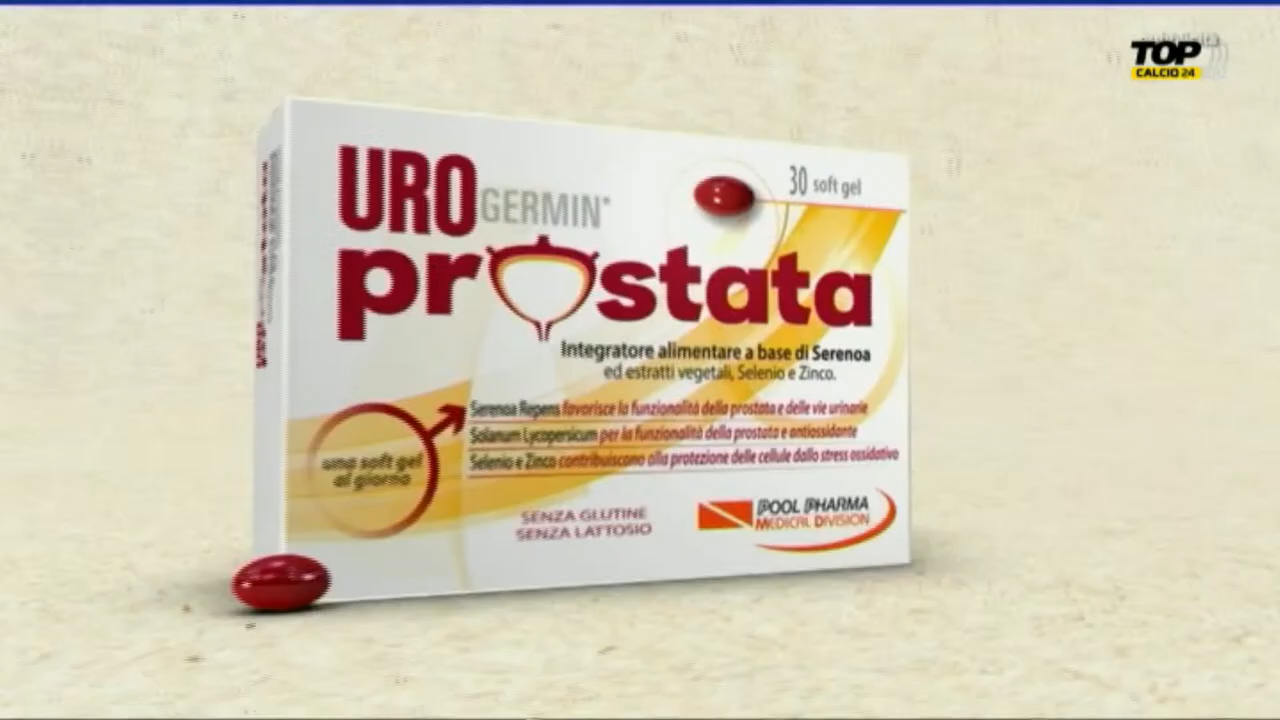 pubblicità
TOP
CALCIO 24
UROGERMIN®
30 soft gel
prostata
Integratore alimentare a base di Serenoa
ed estratti vegetali, Selenio e Zinco.
Serenoa Repens favorisce la funzionalità della prostata e delle vie urinarie
Solanum Lycopersicum per la funzionalità della prostata e antiossidante
Selenio e Zinco contribuiscono alla protezione delle cellule dallo stress ossidativo
una soft gel
al giorno
SENZA GLUTINE
SENZA LATTOSIO
POOL PHARMA
MEDICAL DIVISION